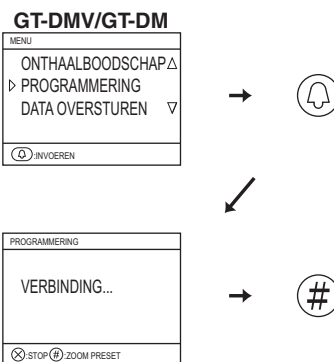 GT-DMV/GT-DM
MENU
ONTHAALBOODSCHAP
PROGRAMMERING
DATA OVERSTUREN
:INVOEREN
PROGRAMMERING
VERBINDING...
#
:STOP # :ZOOM PRESET